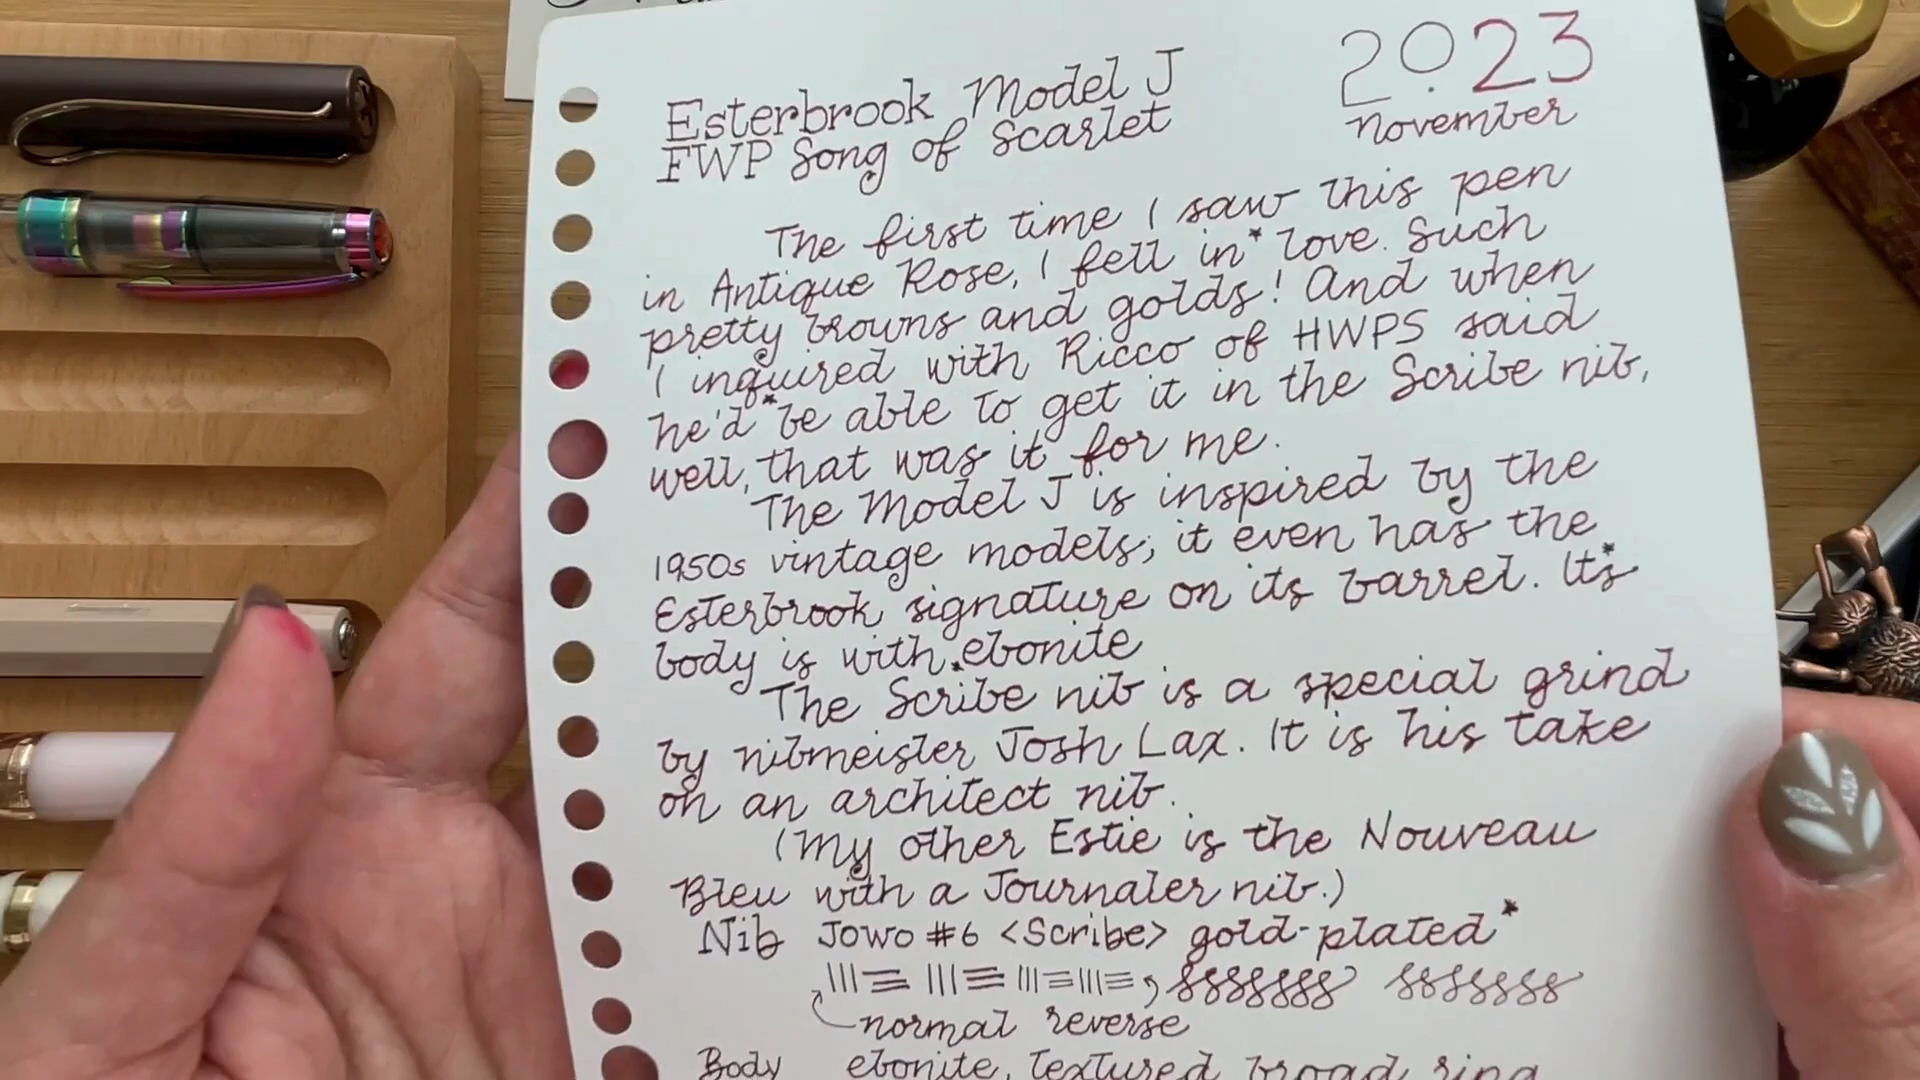 Esterbrook Model J
FWP Song of Scarlet
2023
November
The first time I saw this pen
in Antique Rose, I fell in* love. Such
pretty browns and golds! And when
I inquired with Ricco of HWPS said
he'd *be able to get it in the Scribe nib,
well, that was it for me.
The Model J is inspired by the
1950s vintage models; it even has the
Esterbrook signature on its barrel. It*s
body is with *ebonite
The Scribe nib is a special grind
by nibmeister Josh Lax. It is his take
on an architect nib.
(My other Estie is the Nouveau
Bleu with a Journaler nib.)
Nib Jowo #6 <Scribe> gold-plated*
normal reverse
Body ebonite, textured broad ring